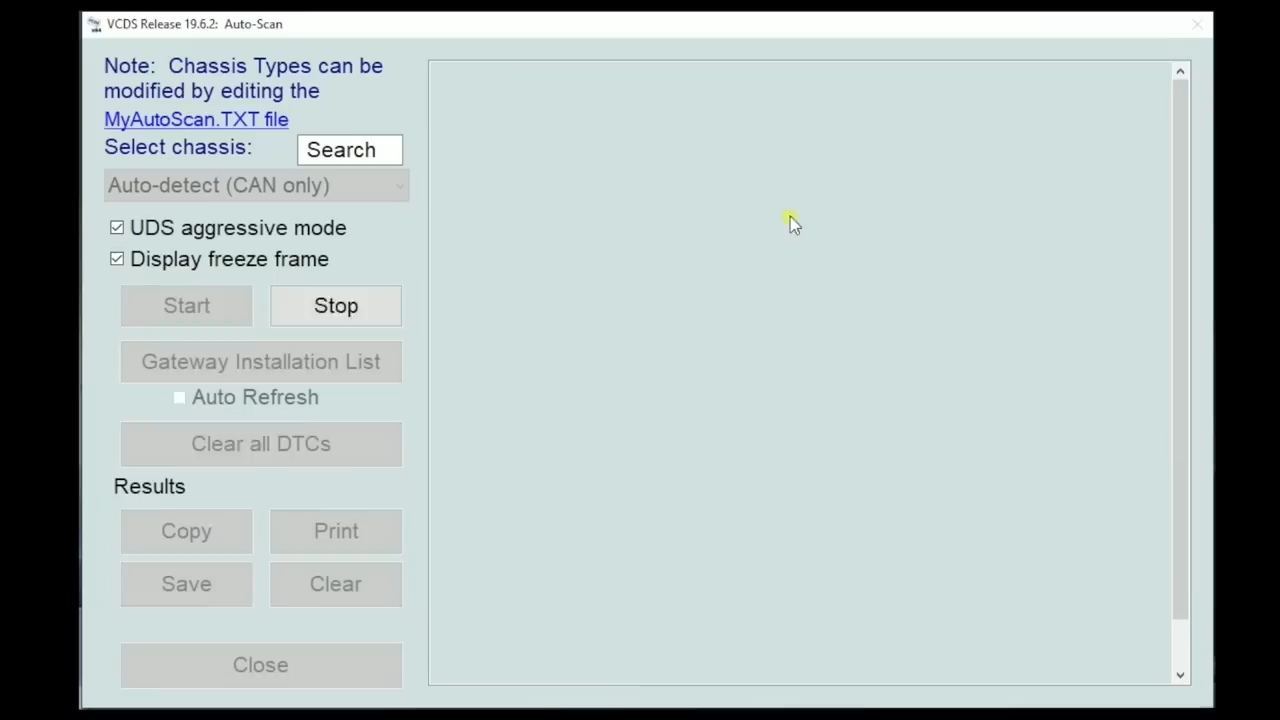 VCDS Release 19.6.2: Auto-Scan
Note: Chassis Types can be
modified by editing the
MyAutoScan.TXT file
Select chassis:
Search
Auto-detect (CAN only)
UDS aggressive mode
Display freeze frame
Start
Stop
Gateway Installation List
Auto Refresh
Clear all DTCs
Results
Copy
Print
Save
Clear
Close